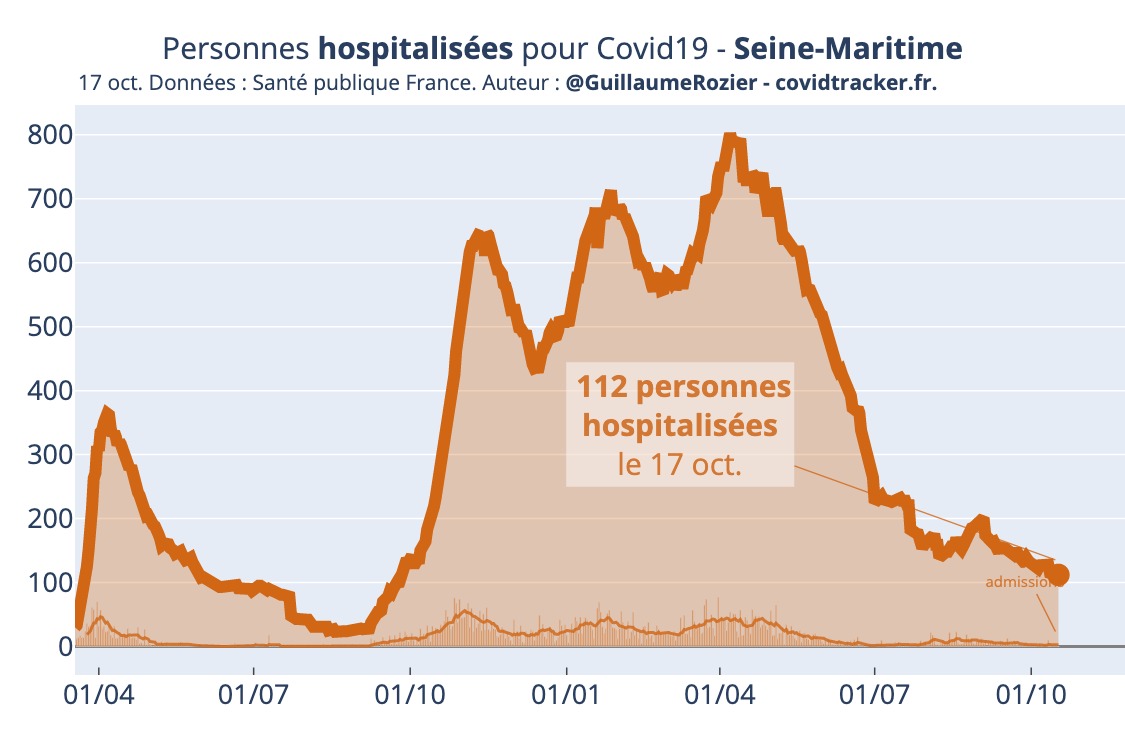 Personnes hospitalisées pour Covid19 - Seine-Maritime
17 oct. Données : Santé publique France. Auteur : @GuillaumeRozier - covidtracker.fr.
800
700
600
500
400
300
200
100
0
112 personnes
hospitalisées
le 17 oct.
admission
01/04
01/07
01/10
01/01
01/04
01/07
01/10